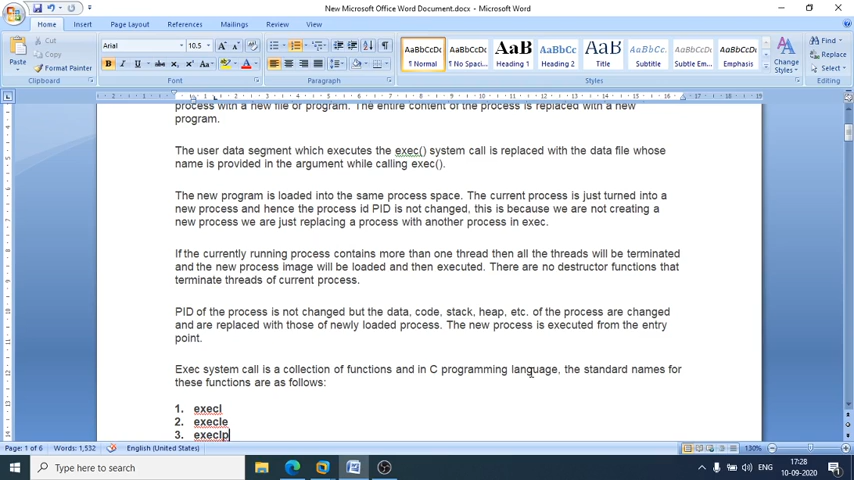 New Microsoft Office Word Document.docx - Microsoft Word
Home Insert Page Layout References Mailings Review View
Paste Cut Copy Format Painter Clipboard
Arial 10.5 Font
Paragraph
AaBbCcDc ¶ Normal AaBbCcDc ¶ No Spaci... AaBbC Heading 1 AaBbCc Heading 2 AaB Title AaBbCc. Subtitle AaBbCcDc Subtle Em... AaBbCcDc Emphasis Styles
Change Styles
Find Replace Select Editing
process with a new file or program. The entire content of the process is replaced with a new
program.
The user data segment which executes the exec() system call is replaced with the data file whose
name is provided in the argument while calling exec().
The new program is loaded into the same process space. The current process is just turned into a
new process and hence the process id PID is not changed, this is because we are not creating a
new process we are just replacing a process with another process in exec.
If the currently running process contains more than one thread then all the threads will be terminated
and the new process image will be loaded and then executed. There are no destructor functions that
terminate threads of current process.
PID of the process is not changed but the data, code, stack, heap, etc. of the process are changed
and are replaced with those of newly loaded process. The new process is executed from the entry
point.
Exec system call is a collection of functions and in C programming language, the standard names for
these functions are as follows:
1. execl
2. execle
3. execlp
Page: 1 of 6 Words: 1,532 English (United States) 130%
Type here to search ENG 17:28
10-09-2020